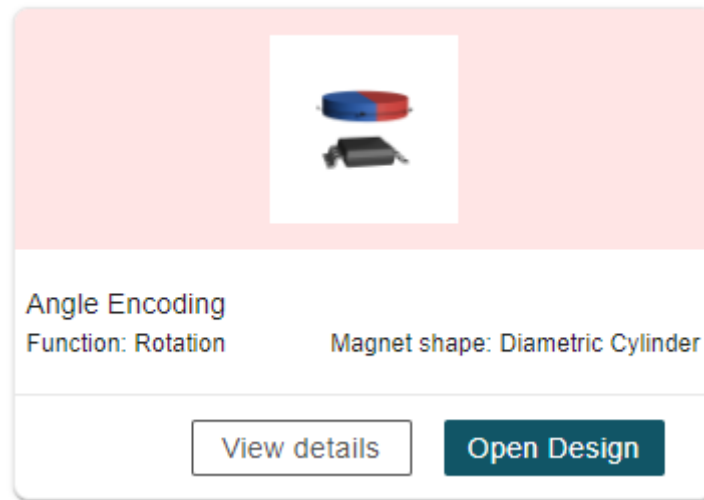 Angle Encoding
Function: Rotation Magnet shape: Diametric Cylinder
View details Open Design